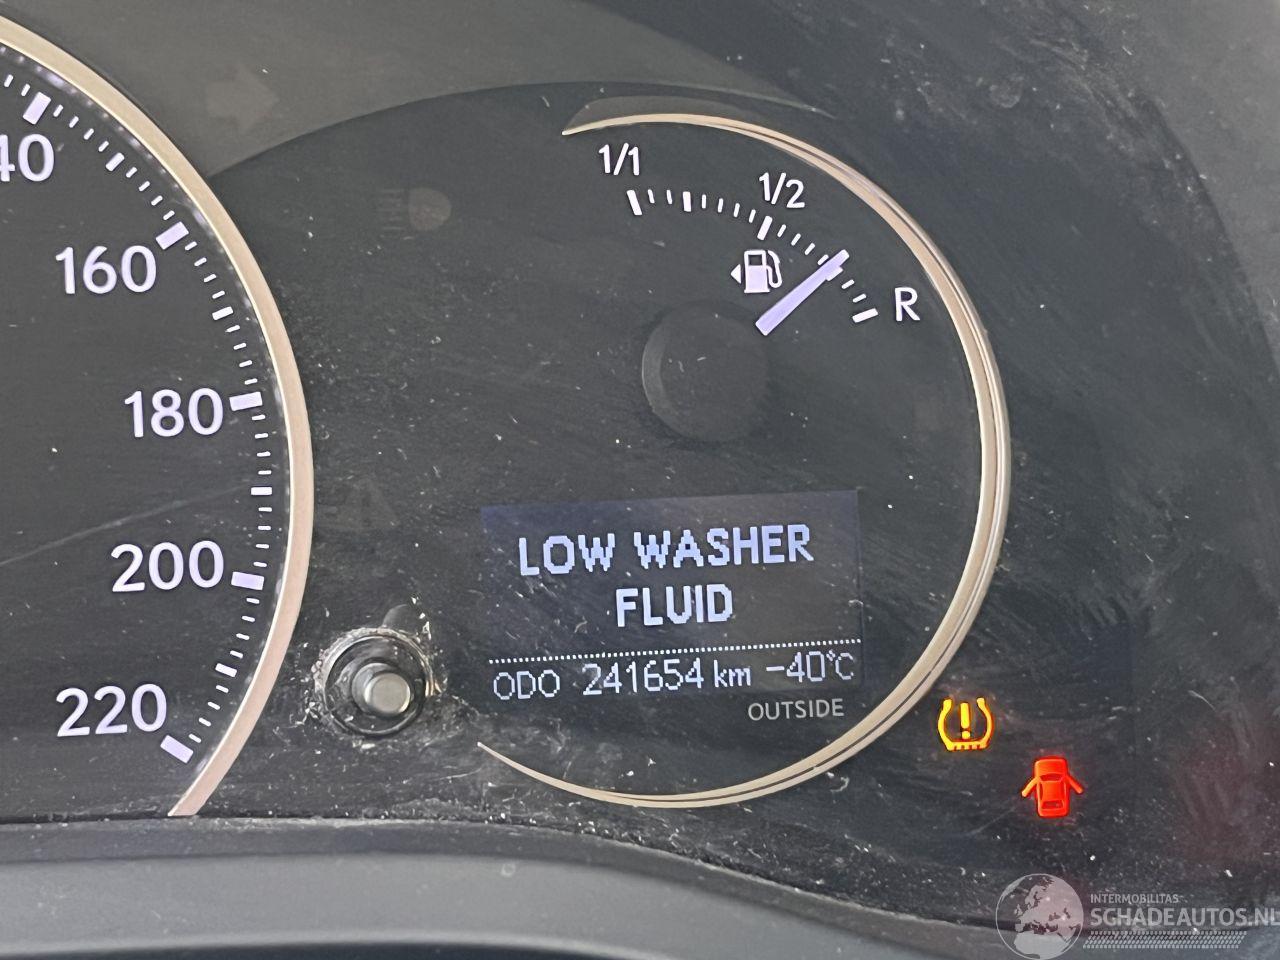 1/1
1/2
R
40
160
180
200
220
LOW WASHER
FLUID
ODO 241654 km -40°C
OUTSIDE
INTERMOBILITAS
SCHADEAUTOS.NL